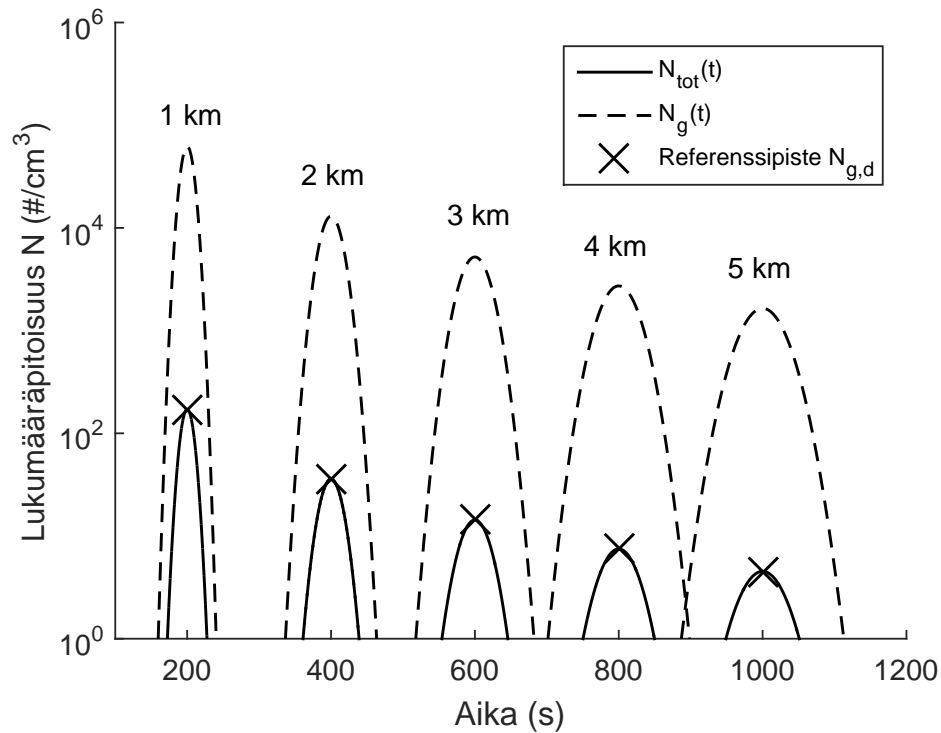 10^6
10^4
10^2
10^0
Lukumääräpitoisuus N (#/cm^3)
1 km
2 km
3 km
4 km
5 km
N_tot(t)
N_g(t)
Referenssipiste N_g,d
200
400
600
800
1000
1200
Aika (s)